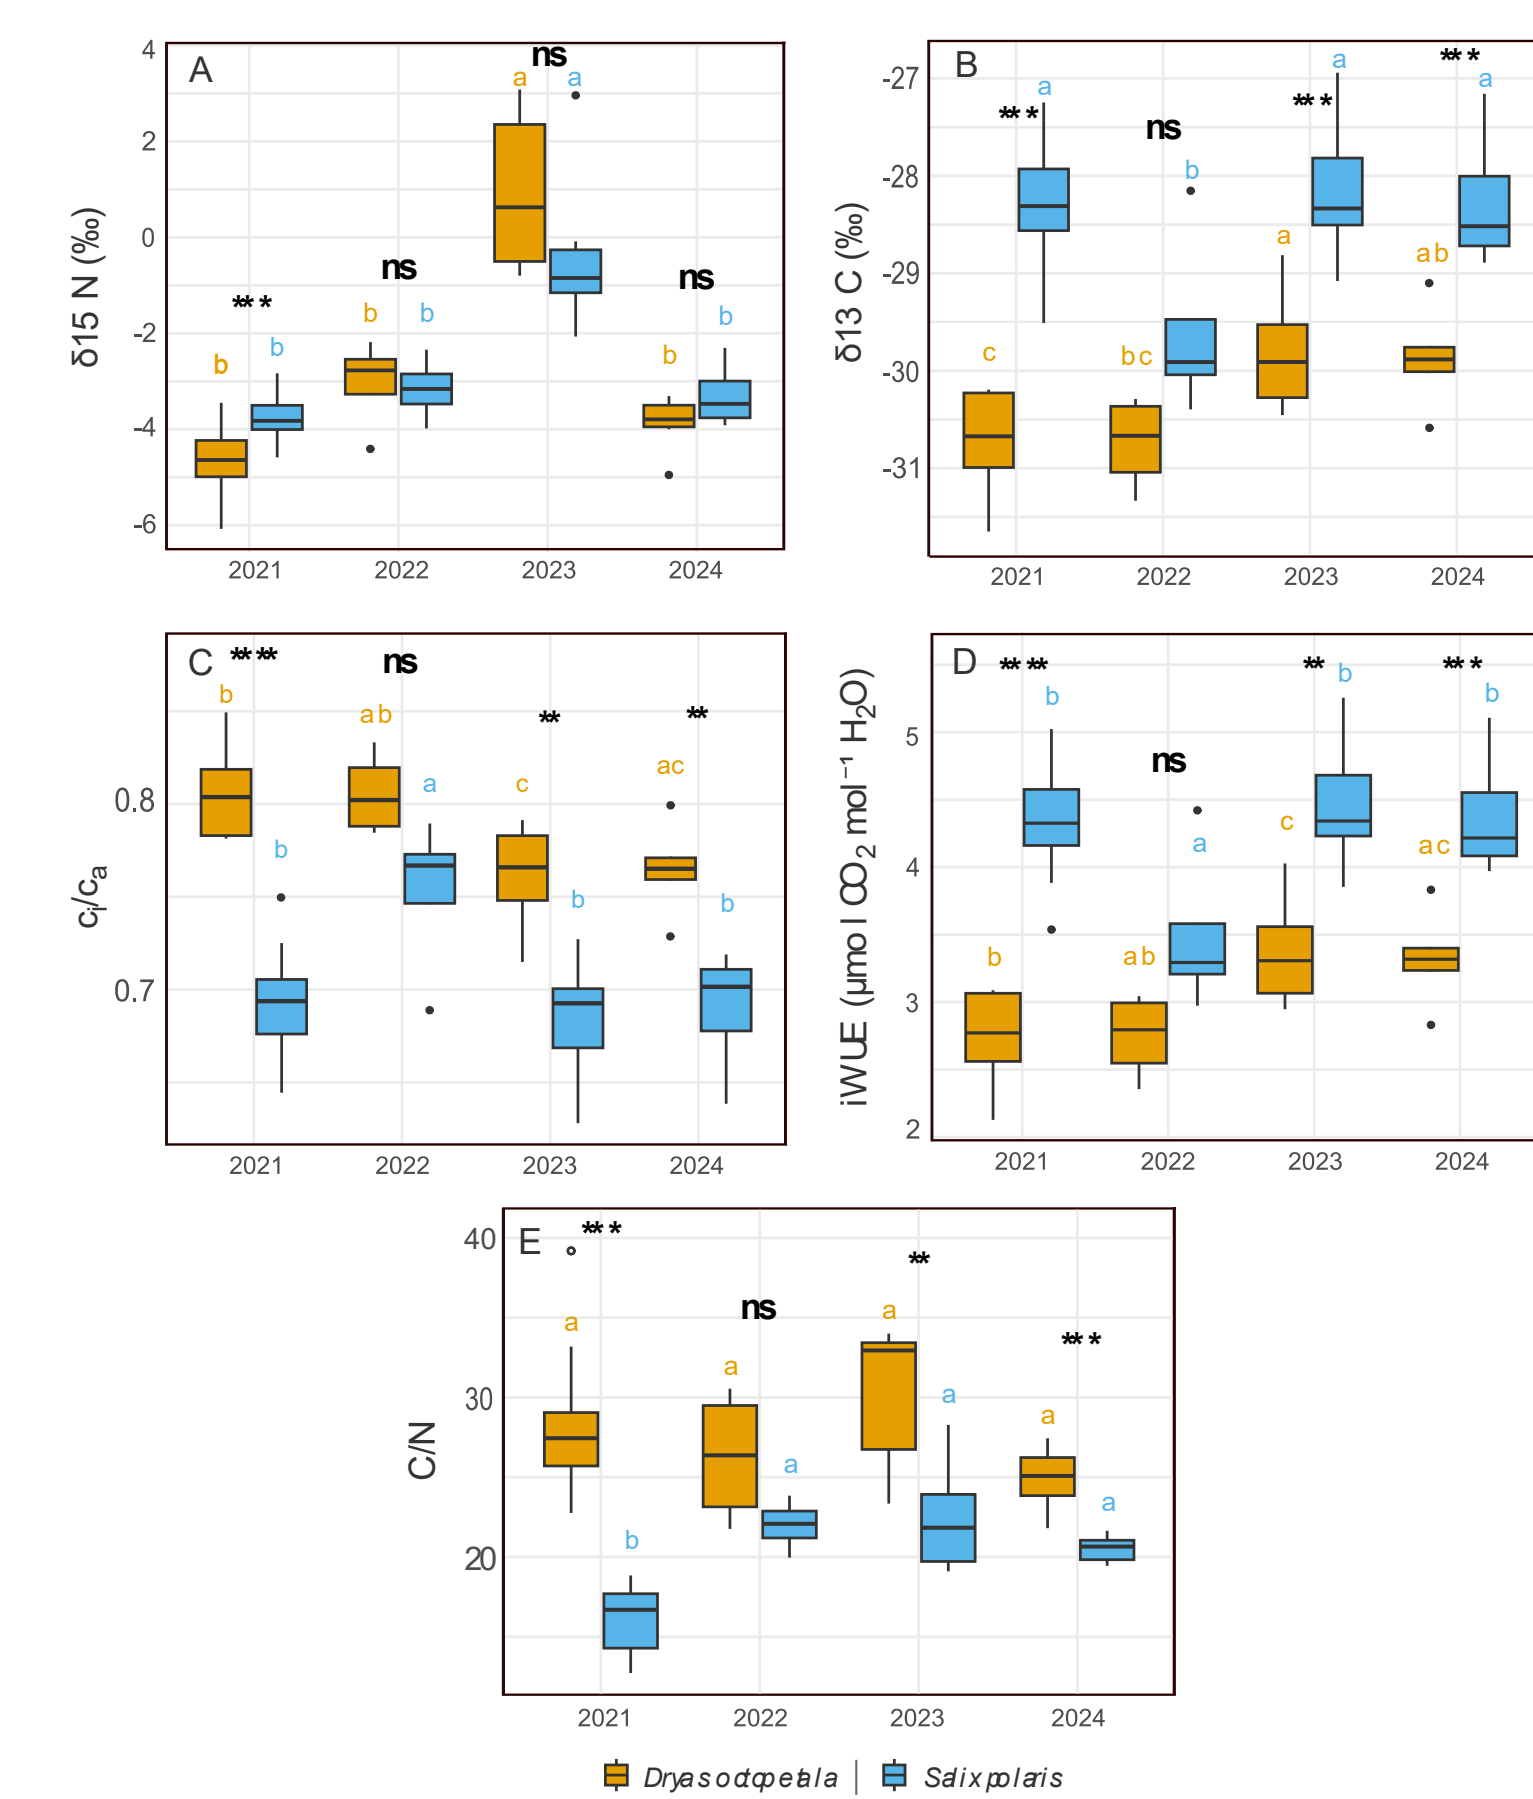 A
ns
B
4
2
0
-2
-4
-6
δ15 N (‰)
***
b
b
ns
b
b
a
a
ns
b
b
2021
2022
2023
2024
-27
-28
-29
-30
-31
δ13 C (‰)
***
a
c
ns
b
bc
***
a
a
***
a
ab
2021
2022
2023
2024
C
****
ns
**
**
b
ab
c
ac
b
a
b
b
0.8
0.7
ci/ca
2021
2022
2023
2024
D
****
ns
**
***
b
a
b
b
b
ab
c
ac
5
4
3
2
iWUE (μmol CO2 mol⁻¹ H2O)
2021
2022
2023
2024
E
***
ns
**
***
a
a
a
a
b
a
a
a
40
30
20
C/N
2021
2022
2023
2024
Dryas octopetala | Salix polaris